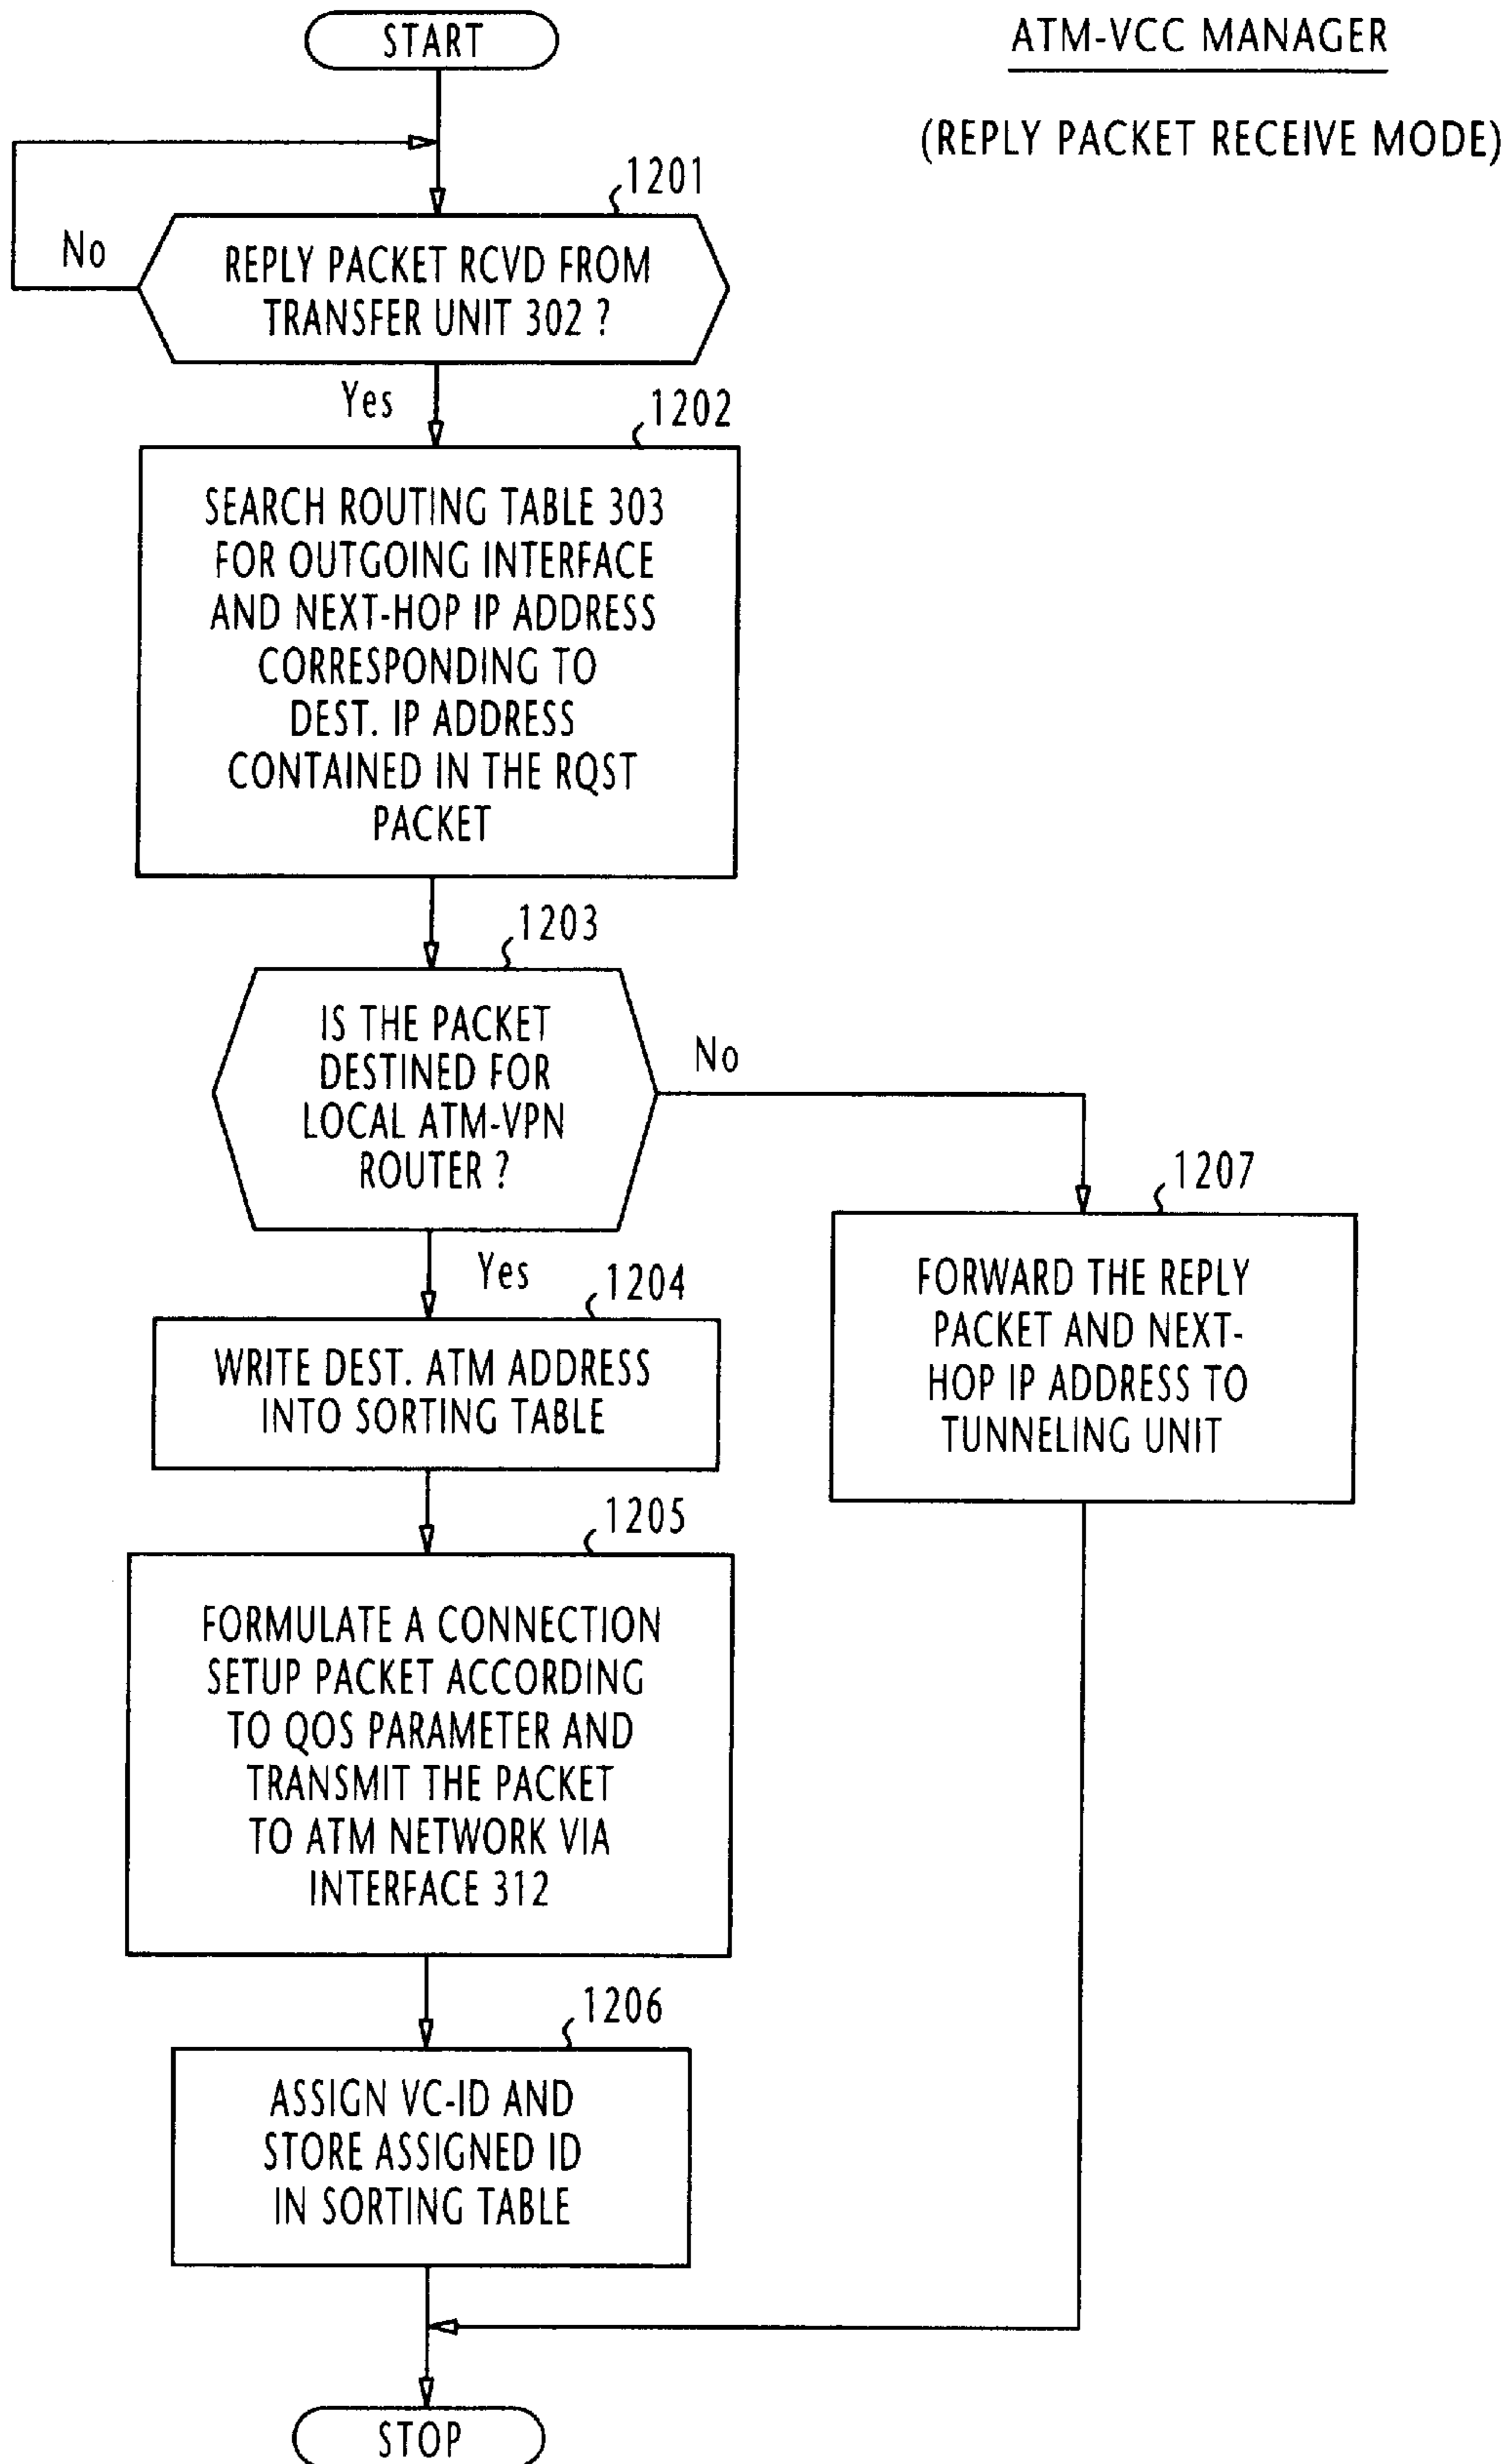 START
ATM-VCC MANAGER
(REPLY PACKET RECEIVE MODE)
1201
No
REPLY PACKET RCVD FROM
TRANSFER UNIT 302 ?
Yes
1202
SEARCH ROUTING TABLE 303
FOR OUTGOING INTERFACE
AND NEXT-HOP IP ADDRESS
CORRESPONDING TO
DEST. IP ADDRESS
CONTAINED IN THE RQST
PACKET
1203
IS THE PACKET
DESTINED FOR
LOCAL ATM-VPN
ROUTER ?
No
Yes
1204
WRITE DEST. ATM ADDRESS
INTO SORTING TABLE
1207
FORWARD THE REPLY
PACKET AND NEXT-
HOP IP ADDRESS TO
TUNNELING UNIT
1205
FORMULATE A CONNECTION
SETUP PACKET ACCORDING
TO QOS PARAMETER AND
TRANSMIT THE PACKET
TO ATM NETWORK VIA
INTERFACE 312
1206
ASSIGN VC-ID AND
STORE ASSIGNED ID
IN SORTING TABLE
STOP